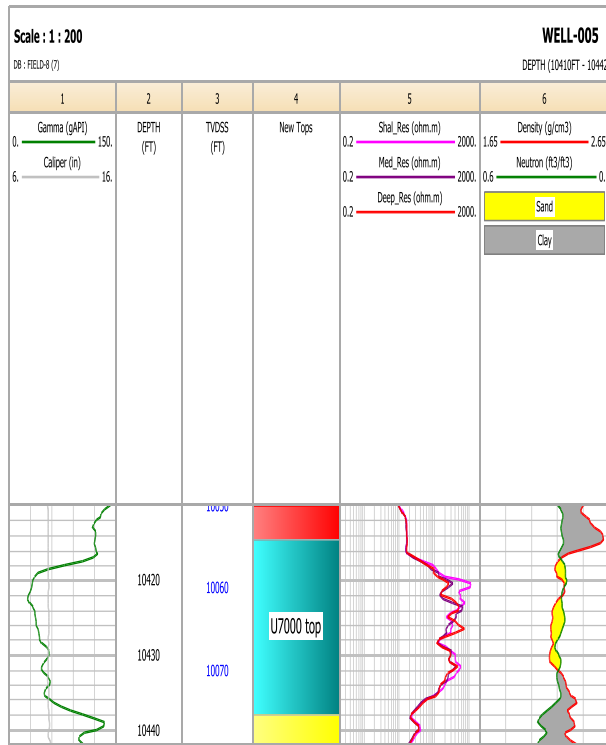 Scale : 1 : 200
WELL-005
DB : FIELD-8 (7)
DEPTH (10410FT - 10442
1 2 3 4 5 6
Gamma (gAPI)
0. 150.
Caliper (in)
6. 16.
DEPTH
(FT)
TVDSS
(FT)
New Tops
Shal_Res (ohm.m)
0.2 2000.
Med_Res (ohm.m)
0.2 2000.
Deep_Res (ohm.m)
0.2 2000.
Density (g/cm3)
1.65 2.65
Neutron (ft3/ft3)
0.6 0.
Sand
Clay
10420
10060
U7000 top
10430
10070
10440